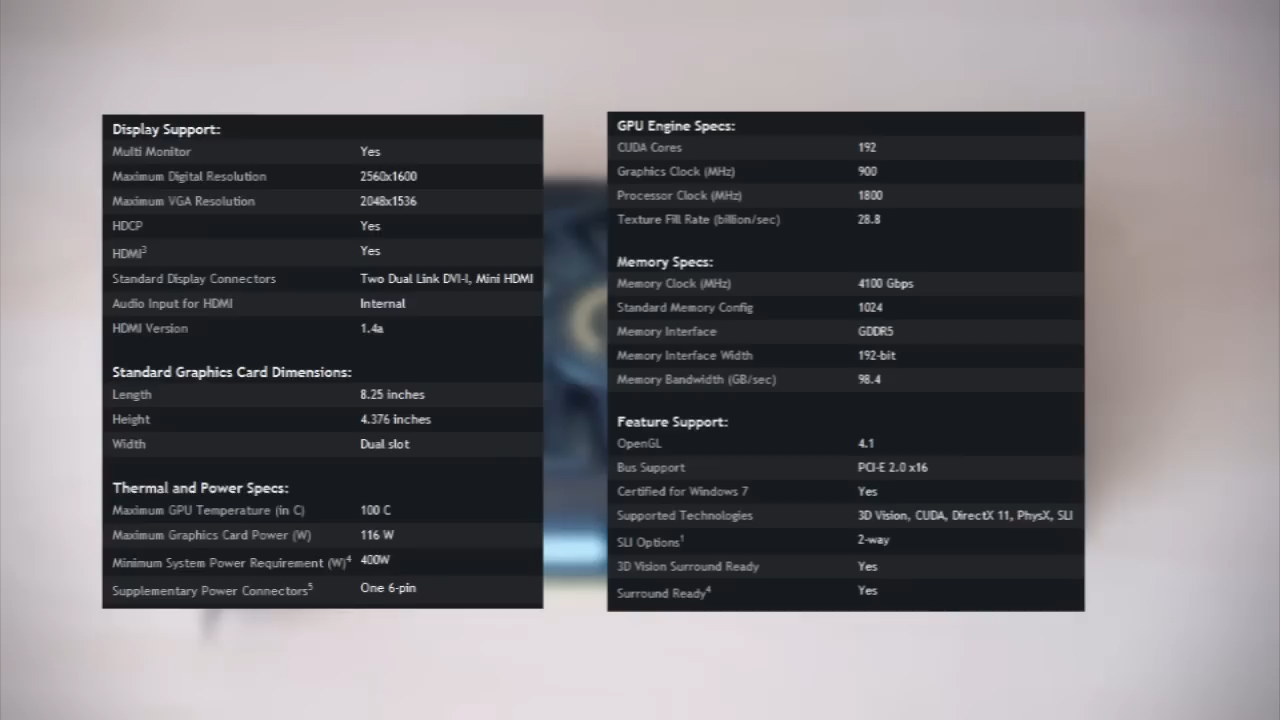 Display Support:
Multi Monitor Yes
Maximum Digital Resolution 2560x1600
Maximum VGA Resolution 2048x1536
HDCP Yes
HDMI3 Yes
Standard Display Connectors Two Dual Link DVI-I, Mini HDMI
Audio Input for HDMI Internal
HDMI Version 1.4a
Standard Graphics Card Dimensions:
Length 8.25 inches
Height 4.376 inches
Width Dual slot
Thermal and Power Specs:
Maximum GPU Temperature (in C) 100 C
Maximum Graphics Card Power (W) 116 W
Minimum System Power Requirement (W)4 400W
Supplementary Power Connectors5 One 6-pin
GPU Engine Specs:
CUDA Cores 192
Graphics Clock (MHz) 900
Processor Clock (MHz) 1800
Texture Fill Rate (billion/sec) 28.8
Memory Specs:
Memory Clock (MHz) 4100 Gbps
Standard Memory Config 1024
Memory Interface GDDR5
Memory Interface Width 192-bit
Memory Bandwidth (GB/sec) 98.4
Feature Support:
OpenGL 4.1
Bus Support PCI-E 2.0 x16
Certified for Windows 7 Yes
Supported Technologies 3D Vision, CUDA, DirectX 11, PhysX, SLI
SLI Options1 2-way
3D Vision Surround Ready Yes
Surround Ready4 Yes